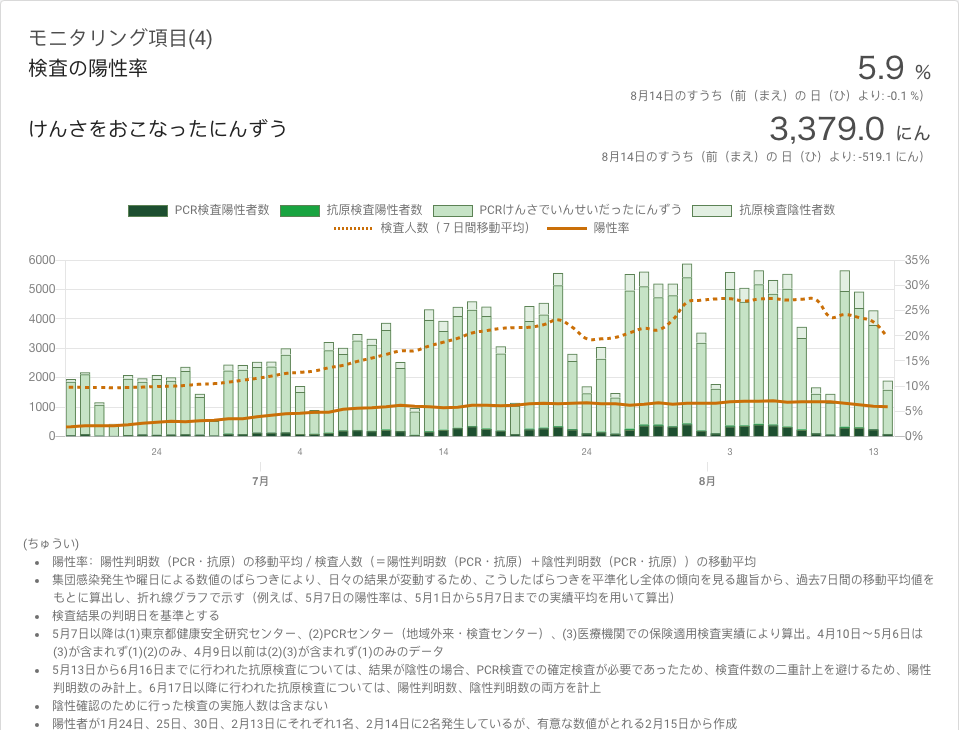 モニタリング項目(4)
検査の陽性率
5.9 %
8月14日のすうち（前（まえ）の 日（ひ）より: -0.1 %）
けんさをおこなったにんずう
3,379.0 にん
8月14日のすうち（前（まえ）の 日（ひ）より: -519.1 にん）
PCR検査陽性者数 抗原検査陽性者数 PCRけんさでいんせいだったにんずう 抗原検査陰性者数
検査人数（７日間移動平均） 陽性率
6000 35%
5000 30%
4000 25%
3000 20%
2000 15%
1000 10%
0 5%
0%
24 4 14 24 3 13
7月 8月
(ちゅうい)
• 陽性率：陽性判明数（PCR・抗原）の移動平均 / 検査人数（＝陽性判明数（PCR・抗原）＋陰性判明数（PCR・抗原））の移動平均
• 集団感染発生や曜日による数値のばらつきにより、日々の結果が変動するため、こうしたばらつきを平準化し全体の傾向を見る趣旨から、過去7日間の移動平均値を
もとに算出し、折れ線グラフで示す（例えば、5月7日の陽性率は、5月1日から5月7日までの実績平均を用いて算出）
• 検査結果の判明日を基準とする
• 5月7日以降は(1)東京都健康安全研究センター、(2)PCRセンター（地域外来・検査センター）、(3)医療機関での保険適用検査実績により算出。4月10日～5月6日は
(3)が含まれず(1)(2)のみ、4月9日以前は(2)(3)が含まれず(1)のみのデータ
• 5月13日から6月16日までに行われた抗原検査については、結果が陰性の場合、PCR検査での確定検査が必要であったため、検査件数の二重計上を避けるため、陽性
判明数のみ計上。6月17日以降に行われた抗原検査については、陽性判明数、陰性判明数の両方を計上
• 陰性確認のために行った検査の実施人数は含まない
• 陽性者が1月24日、25日、30日、2月13日にそれぞれ1名、2月14日に2名発生しているが、有意な数値がとれる2月15日から作成